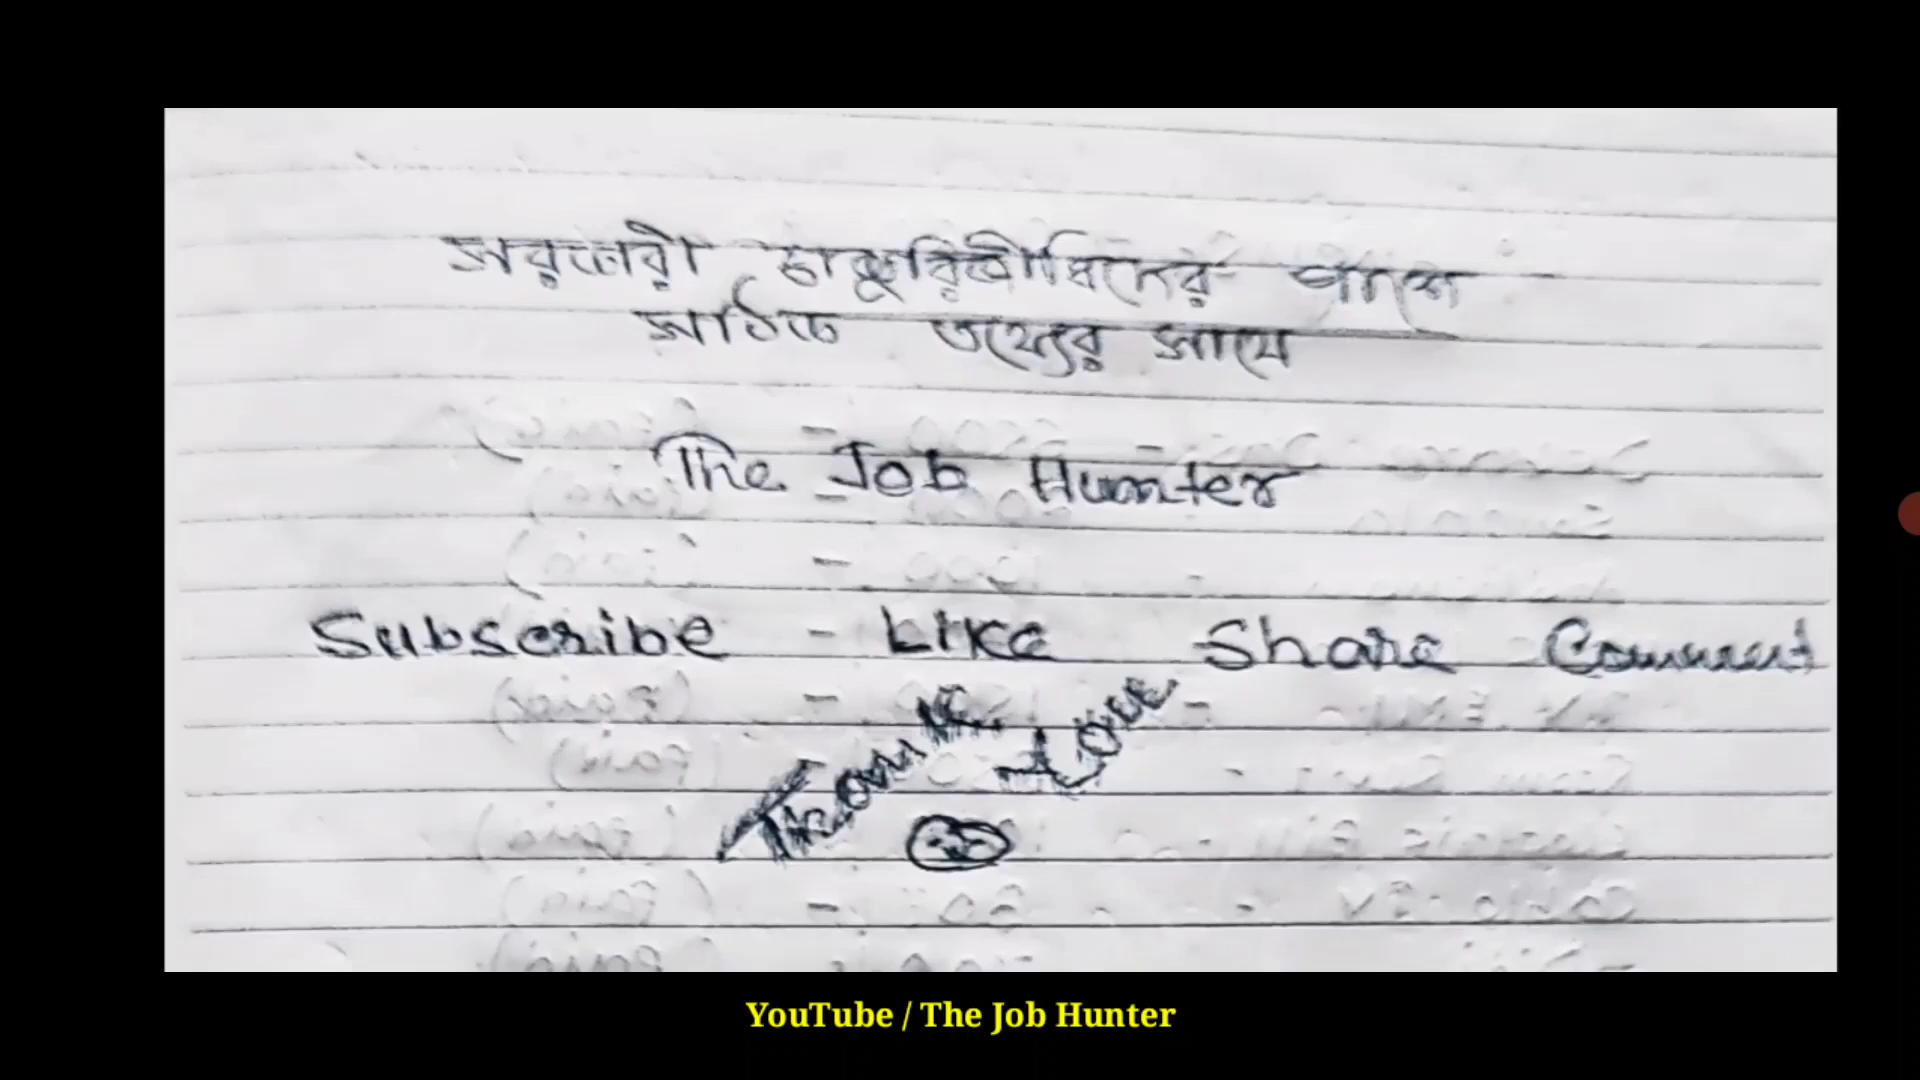 সরকারী চাকুরিজীবিদের পাশে
সঠিক তথ্যের সাথে
The Job Hunter
Subscribe - Like Share Comment
Thank
Love
YouTube / The Job Hunter